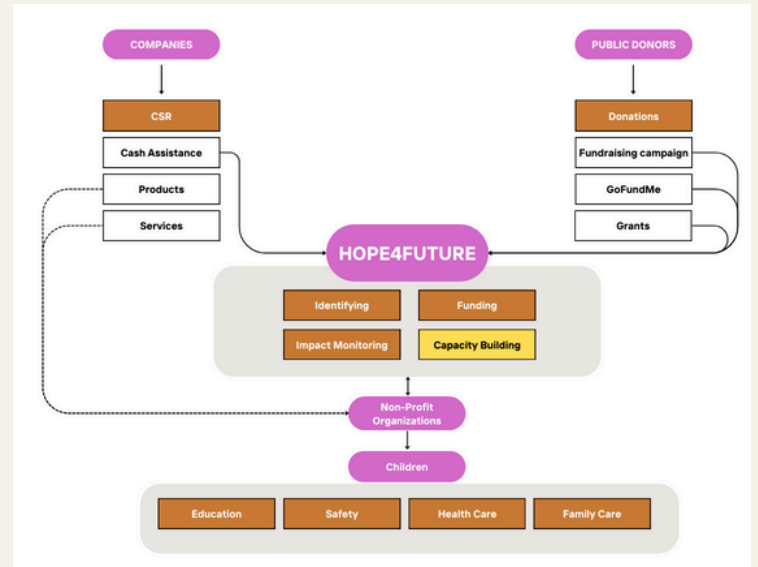 COMPANIES
PUBLIC DONORS
CSR
Donations
Cash Assistance
Fundraising campaign
Products
GoFundMe
Services
Grants
HOPE4FUTURE
Identifying
Funding
Impact Monitoring
Capacity Building
Non-Profit
Organizations
Children
Education
Safety
Health Care
Family Care